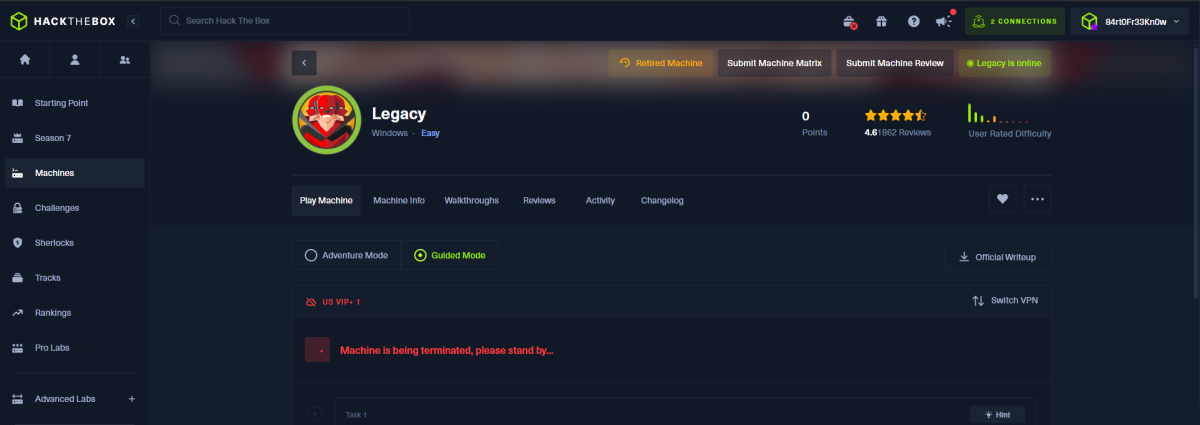 HACKTHEBOX
Search Hack The Box
2 CONNECTIONS
84rt0Fr33Kn0w
Retired Machine
Submit Machine Matrix
Submit Machine Review
Legacy is online
Starting Point
Season 7
Machines
Challenges
Sherlocks
Tracks
Rankings
Pro Labs
Advanced Labs +
Legacy
Windows · Easy
0
Points
4.6 1862 Reviews
User Rated Difficulty
Play Machine
Machine Info
Walkthroughs
Reviews
Activity
Changelog
Adventure Mode
Guided Mode
Official Writeup
US VIP+ 1
Switch VPN
Machine is being terminated, please stand by...
Task 1
Hint